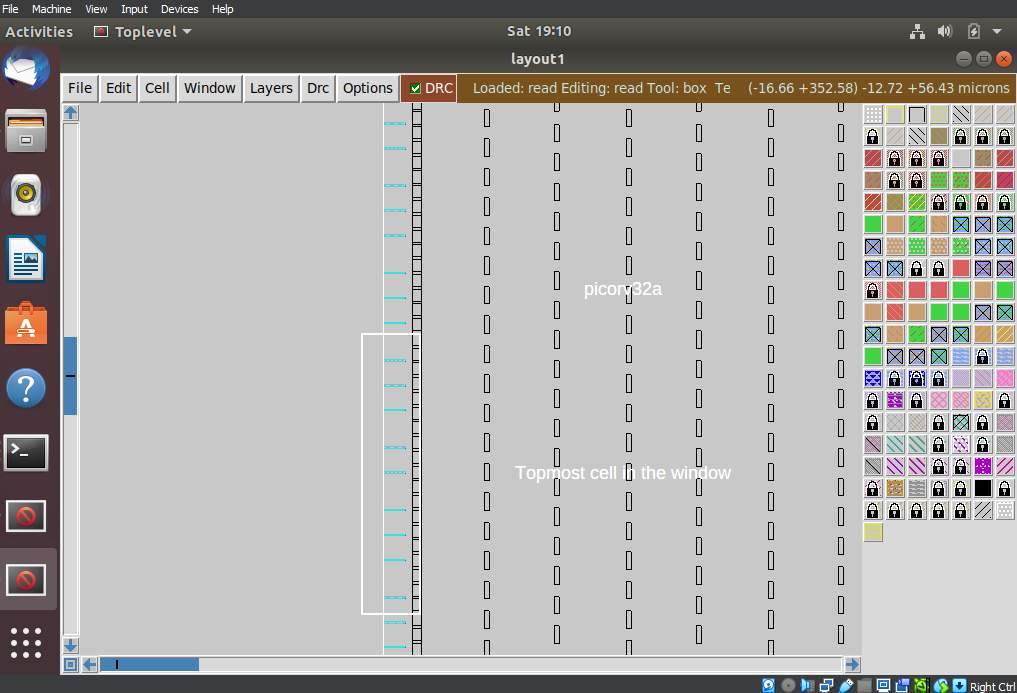 File Machine View Input Devices Help
Activities Toplevel Sat 19:10
layout1
File Edit Cell Window Layers Drc Options DRC Loaded: read Editing: read Tool: box Te (-16.66 +352.58) -12.72 +56.43 microns
picorv32a
Topmost cell in the window
Right Ctrl